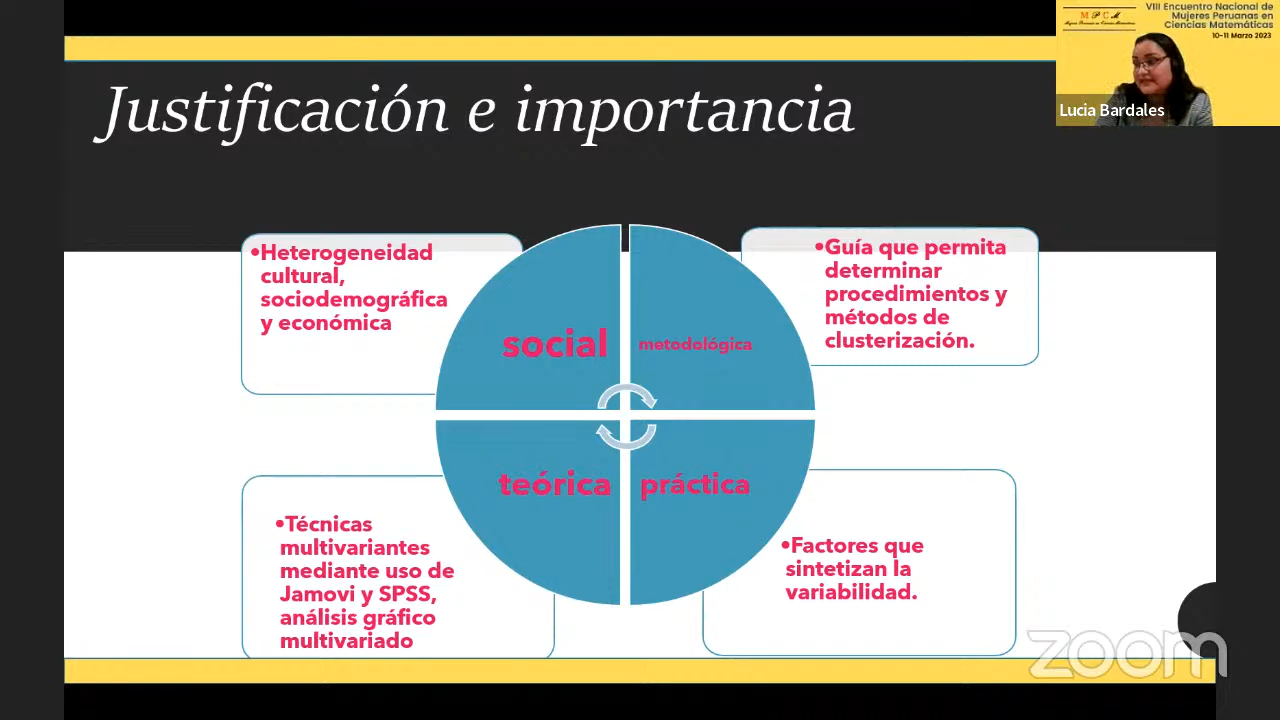 Justificación e importancia
VIII Encuentro Nacional de
Mujeres Peruanas en
Ciencias Matemáticas
10-11 Marzo 2023
M P C M
Lucia Bardales
•Heterogeneidad
cultural,
sociodemográfica
y económica
social
metodológica
•Guía que permita
determinar
procedimientos y
métodos de
clusterización.
teórica
práctica
•Técnicas
multivariantes
mediante uso de
Jamovi y SPSS,
análisis gráfico
multivariado
•Factores que
sintetizan la
variabilidad.
zoom